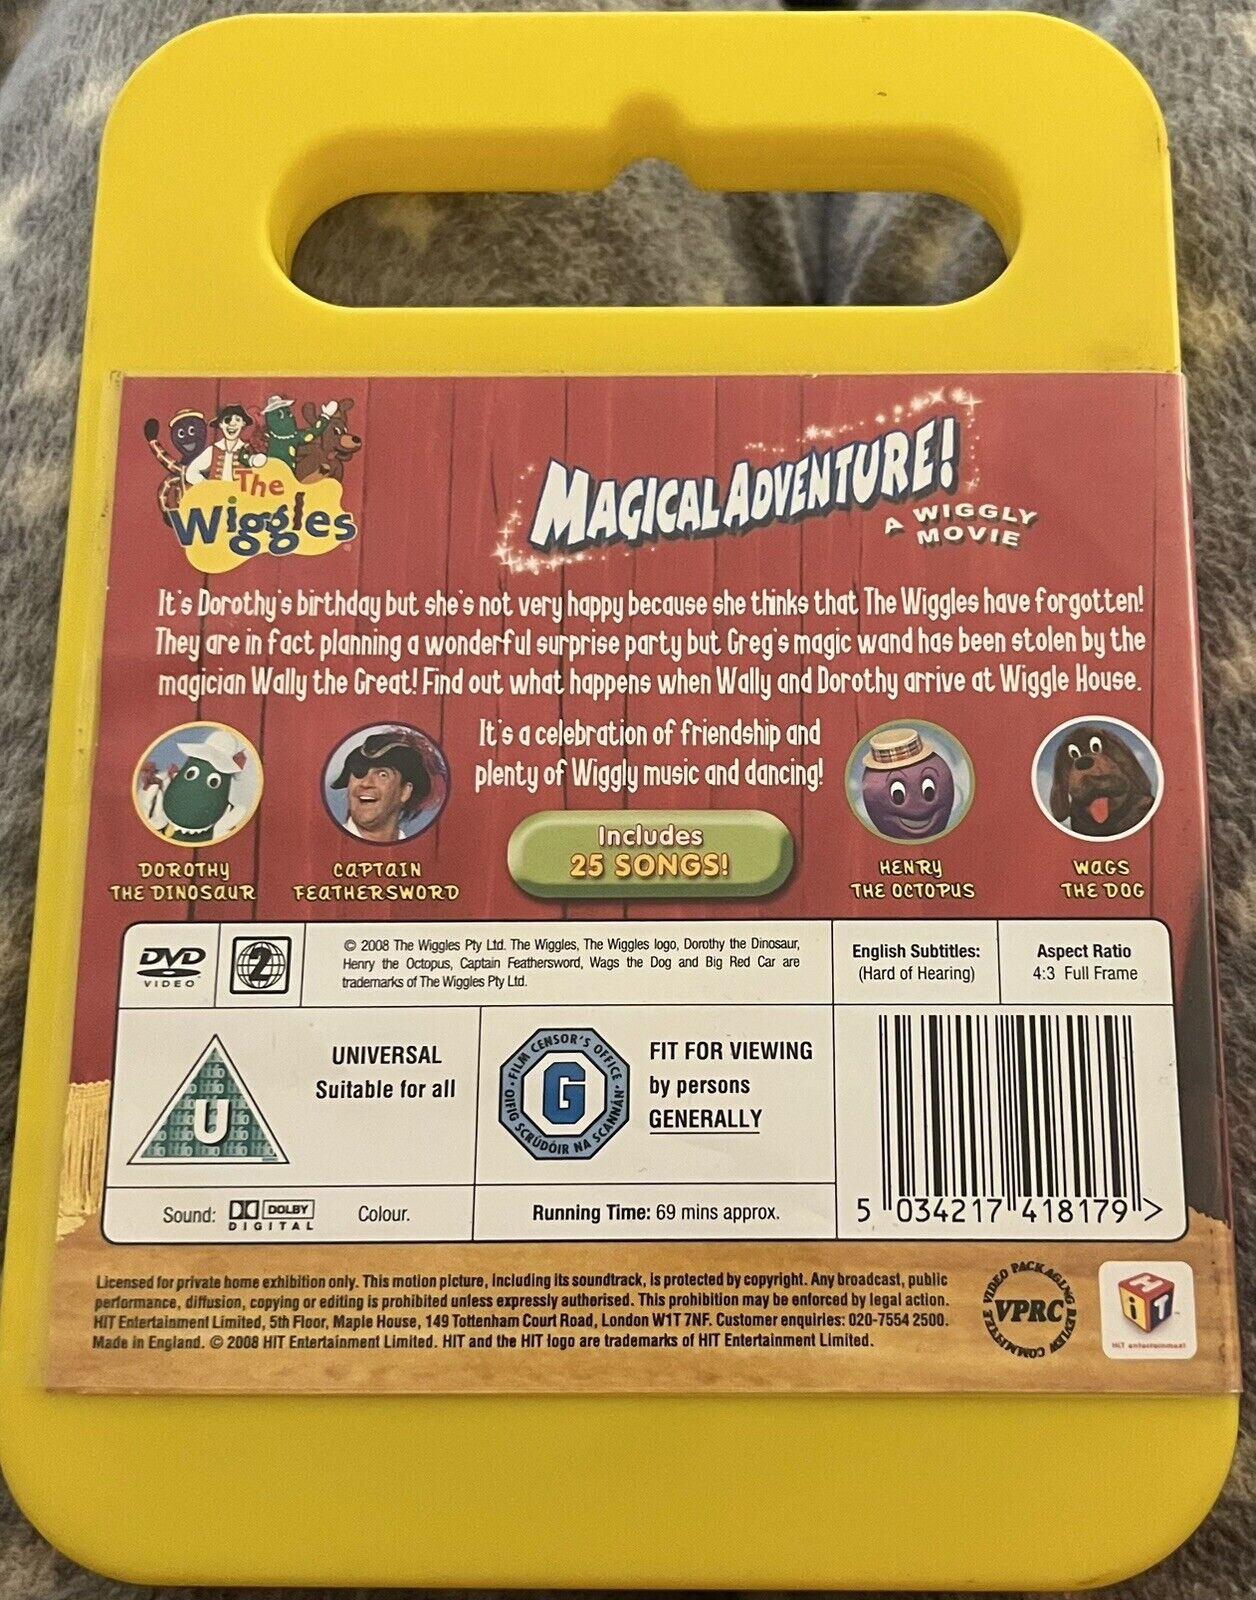 The
Wiggles
MAGICAL ADVENTURE!
A WIGGLY
MOVIE
It's Dorothy's birthday but she's not very happy because she thinks that The Wiggles have forgotten!
They are in fact planning a wonderful surprise party but Greg's magic wand has been stolen by the
magician Wally the Great! Find out what happens when Wally and Dorothy arrive at Wiggle House.
It's a celebration of friendship and
plenty of Wiggly music and dancing!
Includes
25 SONGS!
DOROTHY
THE DINOSAUR
CAPTAIN
FEATHERSWORD
HENRY
THE OCTOPUS
WAGS
THE DOG
DVD
VIDEO
2
© 2008 The Wiggles Pty Ltd. The Wiggles, The Wiggles logo, Dorothy the Dinosaur,
Henry the Octopus, Captain Feathersword, Wags the Dog and Big Red Car are
trademarks of The Wiggles Pty Ltd.
English Subtitles:
(Hard of Hearing)
Aspect Ratio
4:3 Full Frame
U
UNIVERSAL
Suitable for all
FILM CENSOR'S OFFICE
G
OIFIG SCRÚDÓIR NA SCANNÁN
FIT FOR VIEWING
by persons
GENERALLY
Sound: DOLBY
DIGITAL
Colour.
Running Time: 69 mins approx.
5 034217 418179 >
Licensed for private home exhibition only. This motion picture, including its soundtrack, is protected by copyright. Any broadcast, public
performance, diffusion, copying or editing is prohibited unless expressly authorised. This prohibition may be enforced by legal action.
HIT Entertainment Limited, 5th Floor, Maple House, 149 Tottenham Court Road, London W1T 7NF. Customer enquiries: 020-7554 2500.
Made in England. © 2008 HIT Entertainment Limited. HIT and the HIT logo are trademarks of HIT Entertainment Limited.
VIDEO PACKAGING REVIEW COMMITTEE
VPRC
HiT
HiT entertainment